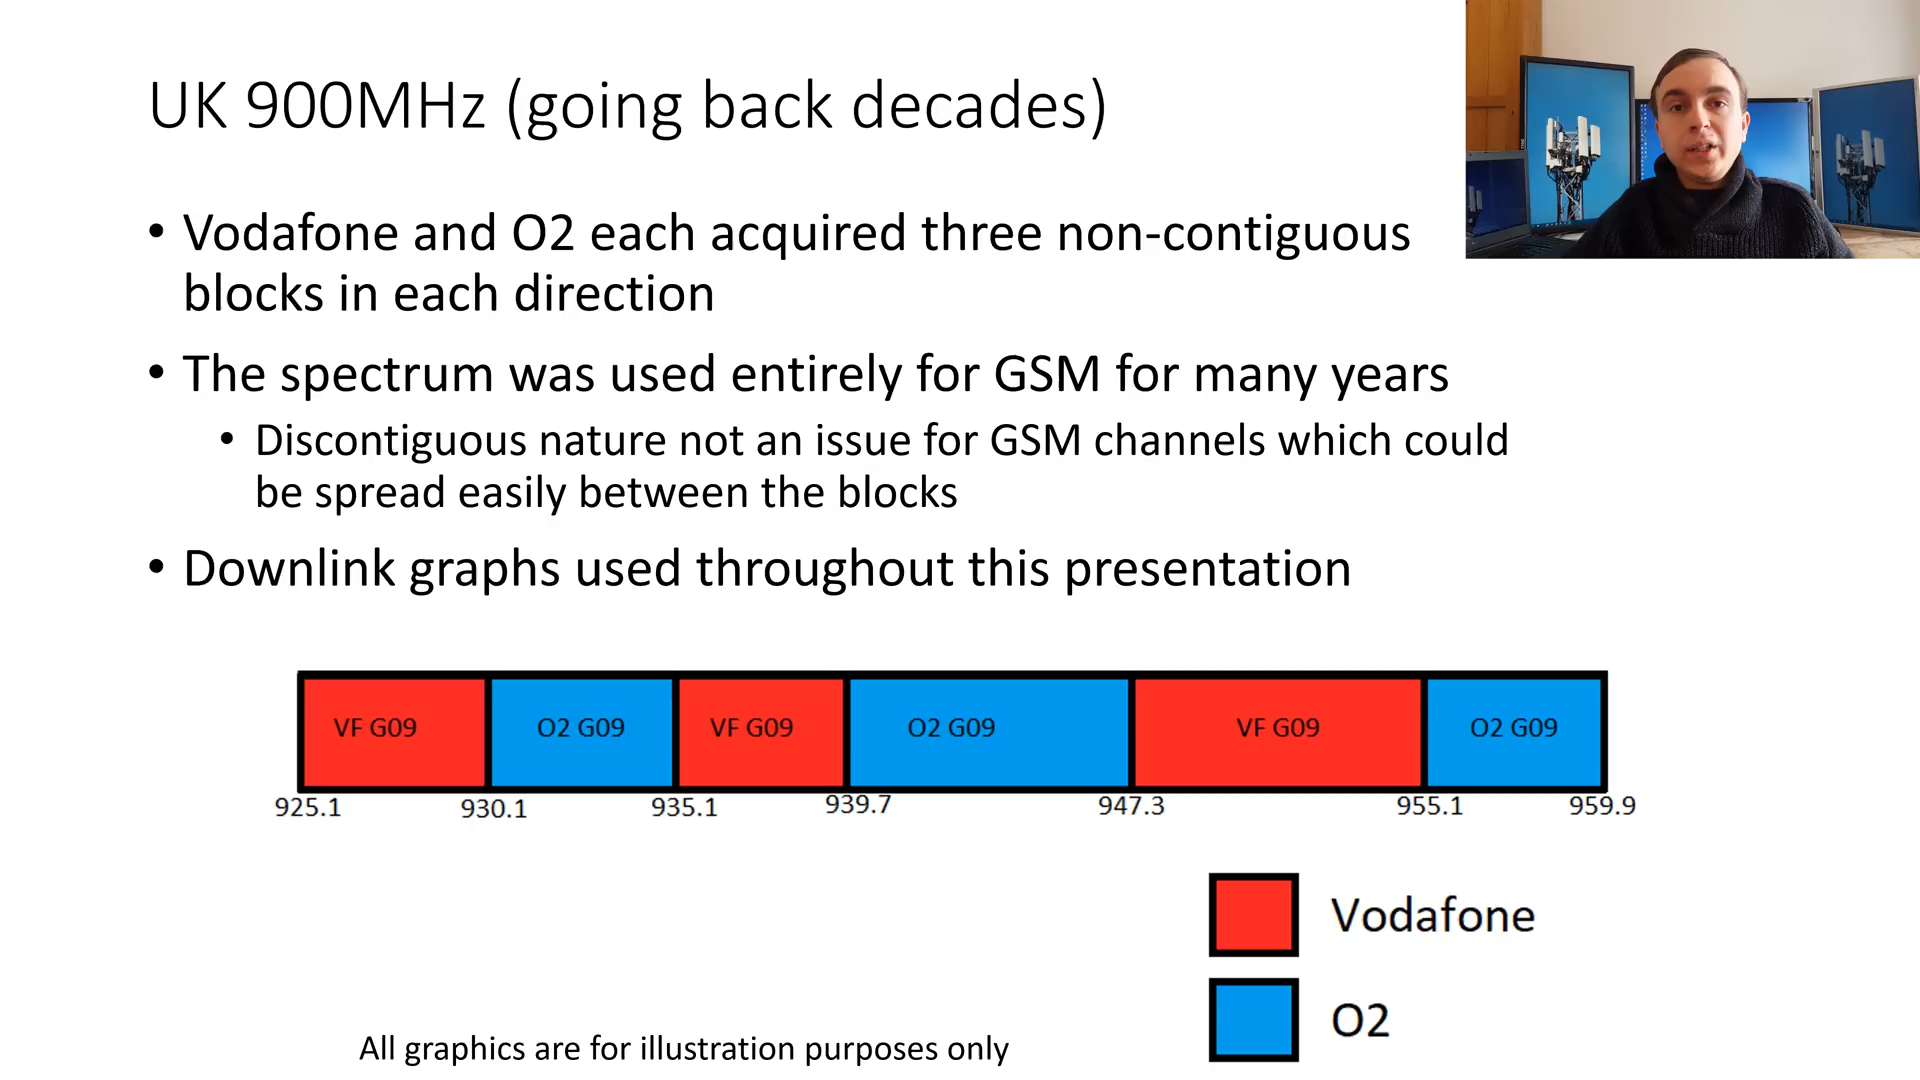 UK 900MHz (going back decades)
• Vodafone and O2 each acquired three non-contiguous
blocks in each direction
• The spectrum was used entirely for GSM for many years
• Discontiguous nature not an issue for GSM channels which could
be spread easily between the blocks
• Downlink graphs used throughout this presentation
VF G09 O2 G09 VF G09 O2 G09 VF G09 O2 G09
925.1 930.1 935.1 939.7 947.3 955.1 959.9
Vodafone
O2
All graphics are for illustration purposes only